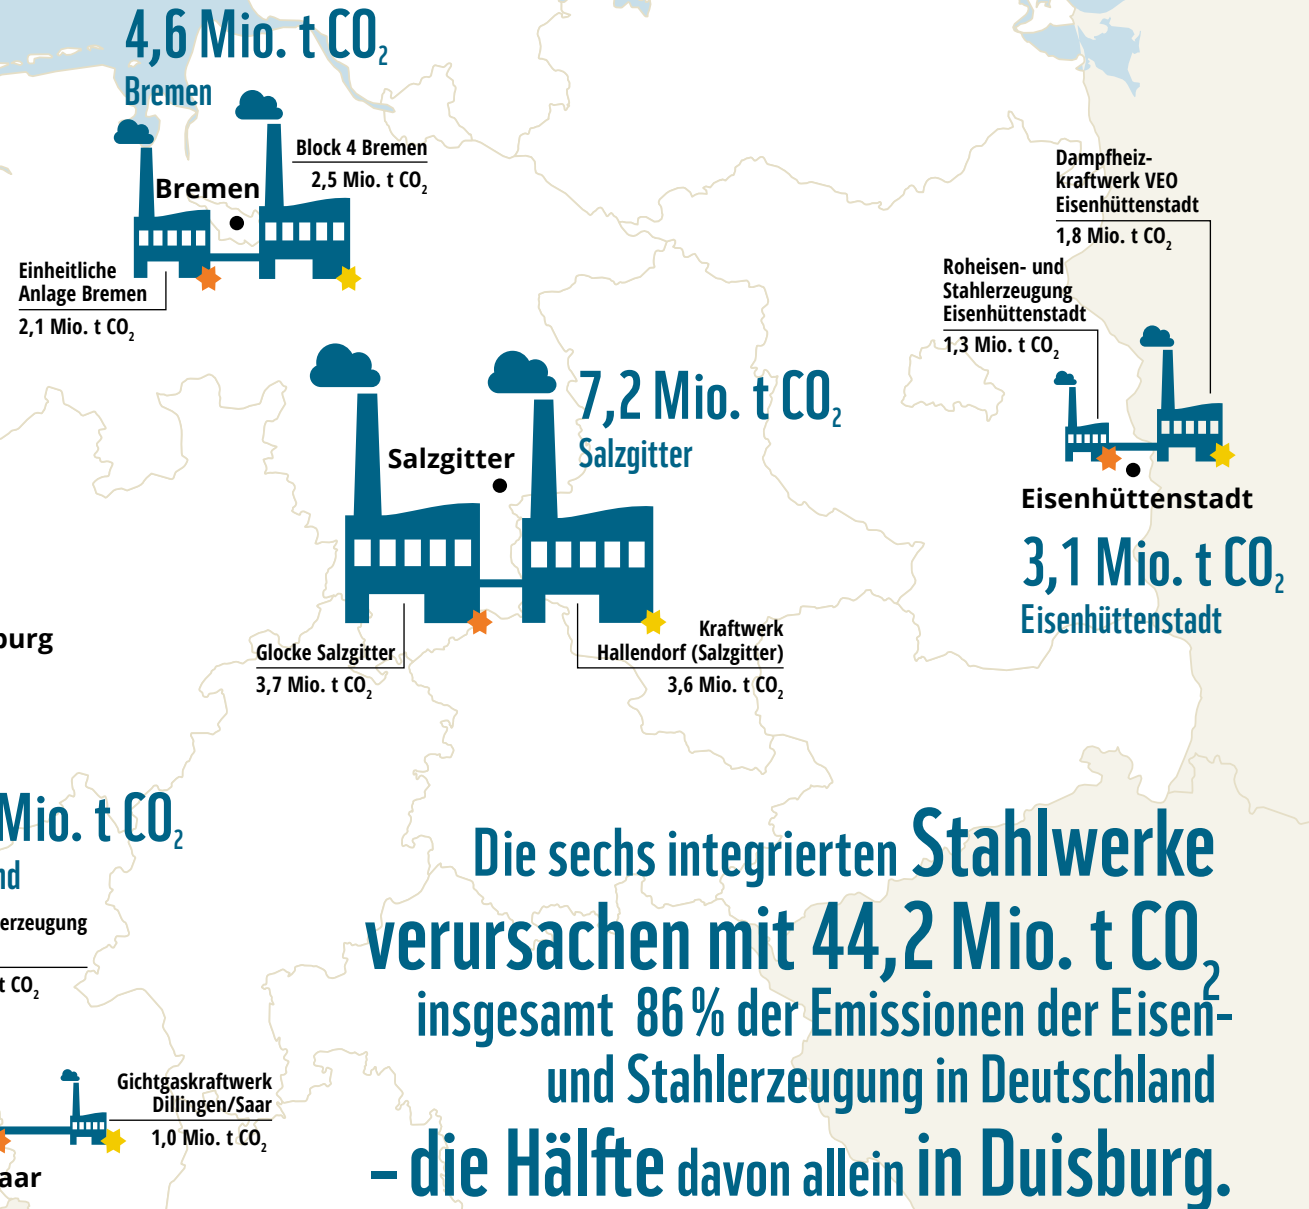 4,6 Mio. t CO₂
Bremen
Block 4 Bremen
2,5 Mio. t CO₂
Bremen
Einheitliche
Anlage Bremen
2,1 Mio. t CO₂
Dampfheiz-
kraftwerk VEO
Eisenhüttenstadt
1,8 Mio. t CO₂
Roheisen- und
Stahlerzeugung
Eisenhüttenstadt
1,3 Mio. t CO₂
Eisenhüttenstadt
3,1 Mio. t CO₂
Eisenhüttenstadt
7,2 Mio. t CO₂
Salzgitter
Salzgitter
Glocke Salzgitter
3,7 Mio. t CO₂
Kraftwerk
Hallendorf (Salzgitter)
3,6 Mio. t CO₂
burg
Mio. t CO₂
nd
erzeugung
t CO₂
Gichtgaskraftwerk
Dillingen/Saar
1,0 Mio. t CO₂
aar
Die sechs integrierten Stahlwerke
verursachen mit 44,2 Mio. t CO₂
insgesamt 86 % der Emissionen der Eisen-
und Stahlerzeugung in Deutschland
– die Hälfte davon allein in Duisburg.